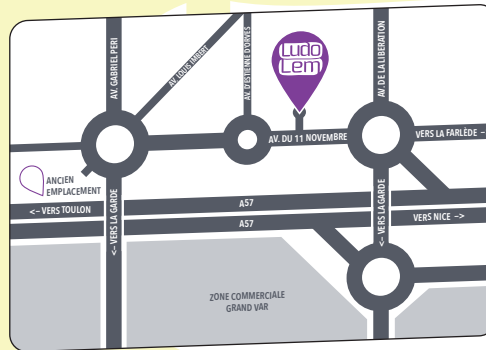 AV. GABRIEL PERI
AV. LOUIS IMBERT
AV. D'ESTIENNE D'ORVES
LUDO
LEM
AV. DE LA LIBERATION
AV. DU 11 NOVEMBRE
VERS LA FARLÈDE –
ANCIEN
EMPLACEMENT
<– VERS TOULON
<– VERS LA GARDE
A57
A57
<– VERS LA GARDE
VERS NICE –>
ZONE COMMERCIALE
GRAND VAR